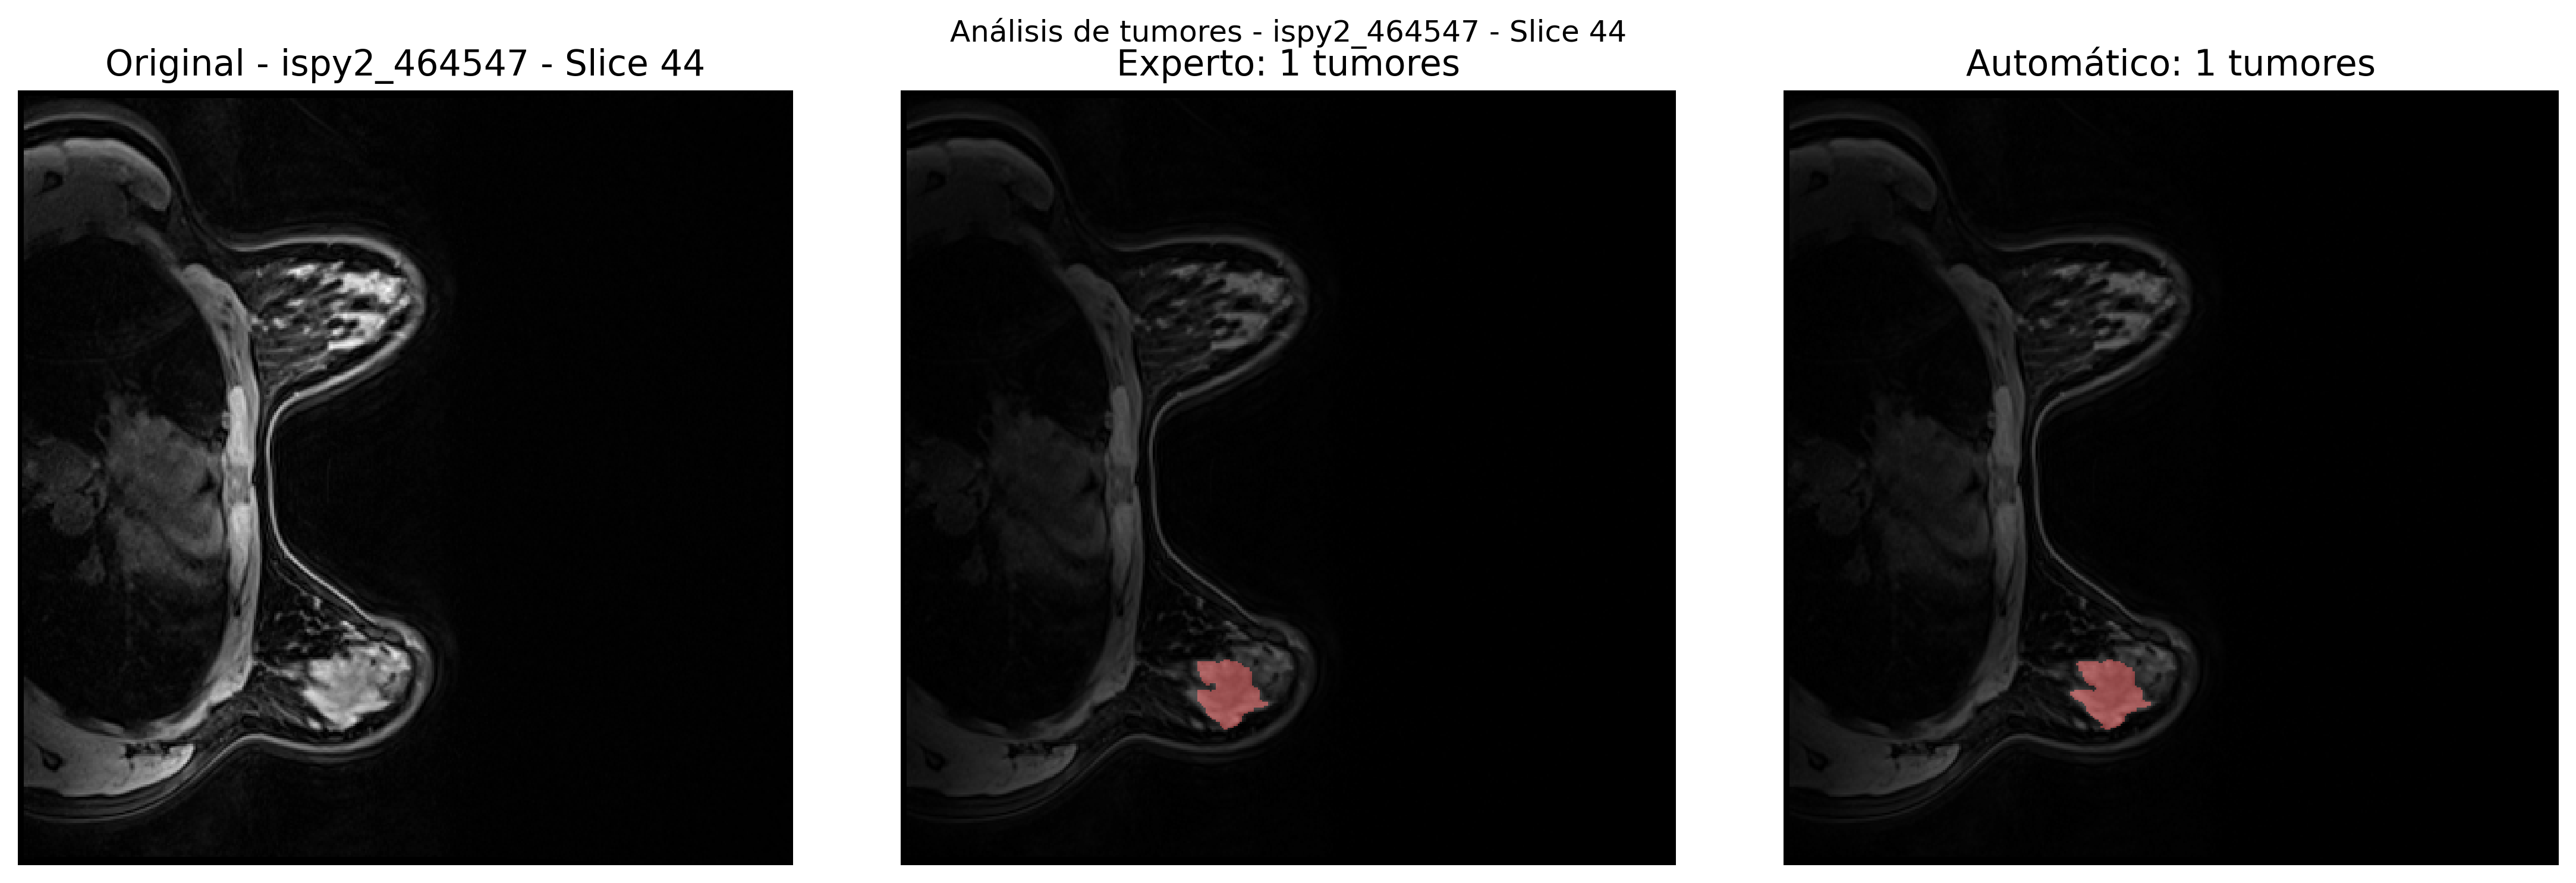 Análisis de tumores - ispy2_464547 - Slice 44
Original - ispy2_464547 - Slice 44
Experto: 1 tumores
Automático: 1 tumores